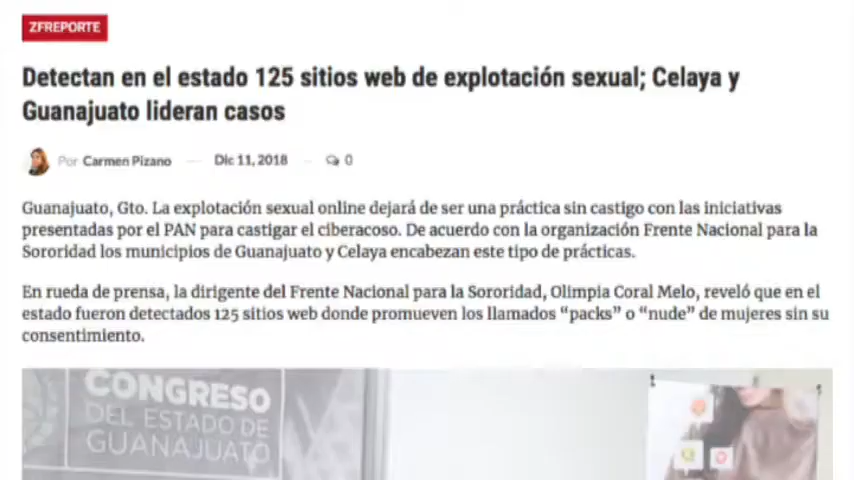 ZFREPORTE
Detectan en el estado 125 sitios web de explotación sexual; Celaya y
Guanajuato lideran casos
Por Carmen Pizano — Dic 11, 2018 — 0
Guanajuato, Gto. La explotación sexual online dejará de ser una práctica sin castigo con las iniciativas
presentadas por el PAN para castigar el ciberacoso. De acuerdo con la organización Frente Nacional para la
Sororidad los municipios de Guanajuato y Celaya encabezan este tipo de prácticas.
En rueda de prensa, la dirigente del Frente Nacional para la Sororidad, Olimpia Coral Melo, reveló que en el
estado fueron detectados 125 sitios web donde promueven los llamados “packs” o “nude” de mujeres sin su
consentimiento.
CONGRESO
DEL ESTADO DE
GUANAJUATO